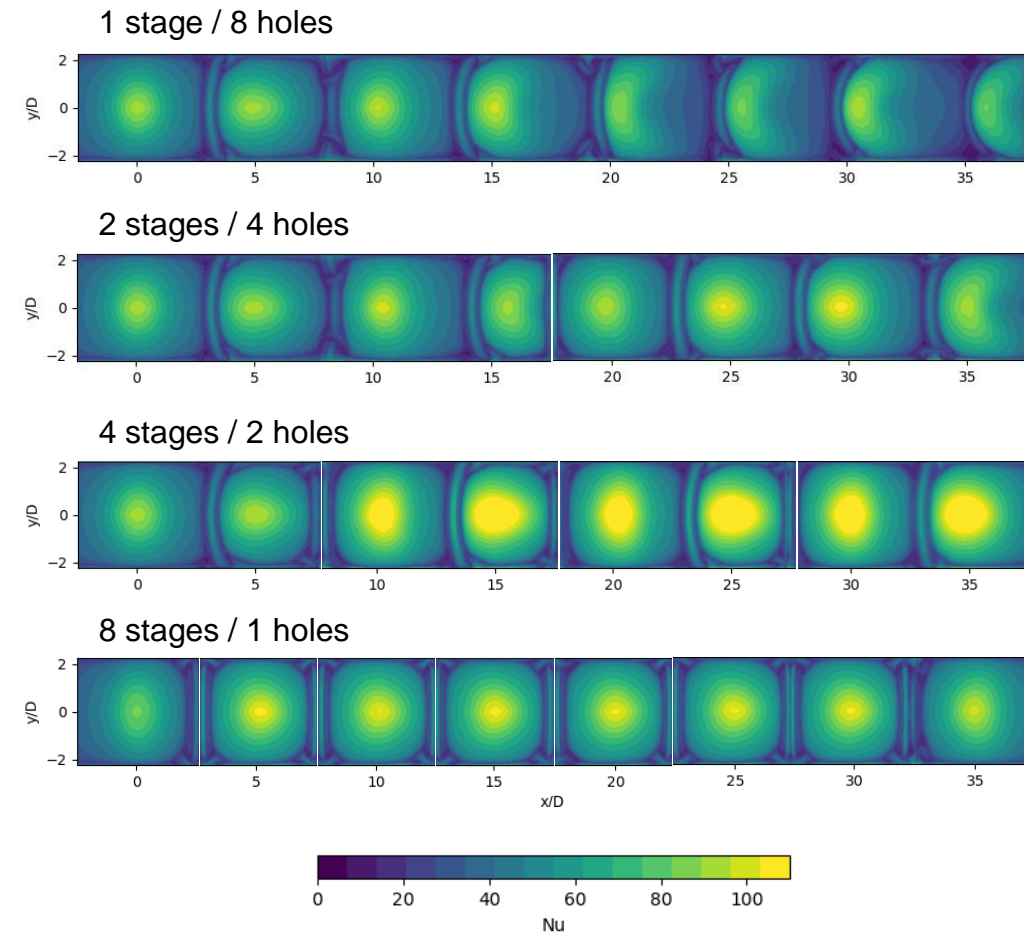 1 stage / 8 holes
2
y/D
0
−2
0 5 10 15 20 25 30 35
2 stages / 4 holes
2
y/D
0
−2
0 5 10 15 20 25 30 35
4 stages / 2 holes
2
y/D
0
−2
0 5 10 15 20 25 30 35
8 stages / 1 holes
2
y/D
0
−2
0 5 10 15 20 25 30 35
x/D
0 20 40 60 80 100
Nu